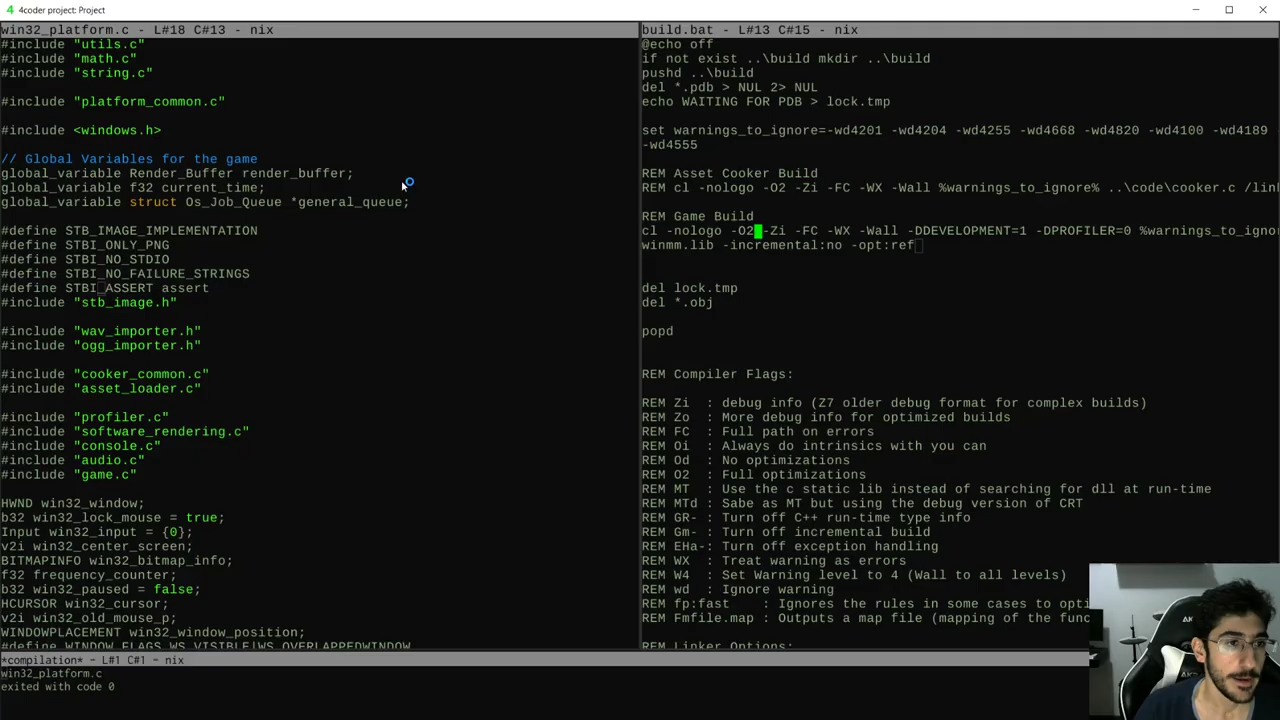 4coder project: Project
win32_platform.c - L#18 C#13 - nix
#include "utils.c"
#include "math.c"
#include "string.c"
#include "platform_common.c"
#include <windows.h>
// Global Variables for the game
global_variable Render_Buffer render_buffer;
global_variable f32 current_time;
global_variable struct Os_Job_Queue *general_queue;
#define STB_IMAGE_IMPLEMENTATION
#define STBI_ONLY_PNG
#define STBI_NO_STDIO
#define STBI_NO_FAILURE_STRINGS
#define STBI_ASSERT assert
#include "stb_image.h"
#include "wav_importer.h"
#include "ogg_importer.h"
#include "cooker_common.c"
#include "asset_loader.c"
#include "profiler.c"
#include "software_rendering.c"
#include "console.c"
#include "audio.c"
#include "game.c"
HWND win32_window;
b32 win32_lock_mouse = true;
Input win32_input = {0};
v2i win32_center_screen;
BITMAPINFO win32_bitmap_info;
f32 frequency_counter;
b32 win32_paused = false;
HCURSOR win32_cursor;
v2i win32_old_mouse_p;
WINDOWPLACEMENT win32_window_position;
#define WINDOW_FLAGS WS_VISIBLE|WS_OVERLAPPEDWINDOW
build.bat - L#13 C#15 - nix
@echo off
if not exist ..\build mkdir ..\build
pushd ..\build
del *.pdb > NUL 2> NUL
echo WAITING FOR PDB > lock.tmp
set warnings_to_ignore=-wd4201 -wd4204 -wd4255 -wd4668 -wd4820 -wd4100 -wd4189
-wd4555
REM Asset Cooker Build
REM cl -nologo -O2 -Zi -FC -WX -Wall %warnings_to_ignore% ..\code\cooker.c /link
REM Game Build
cl -nologo -O2 -Zi -FC -WX -Wall -DDEVELOPMENT=1 -DPROFILER=0 %warnings_to_ignor
winmm.lib -incremental:no -opt:ref
del lock.tmp
del *.obj
popd
REM Compiler Flags:
REM Zi : debug info (Z7 older debug format for complex builds)
REM Zo : More debug info for optimized builds
REM FC : Full path on errors
REM Oi : Always do intrinsics with you can
REM Od : No optimizations
REM O2 : Full optimizations
REM MT : Use the c static lib instead of searching for dll at run-time
REM MTd : Sabe as MT but using the debug version of CRT
REM GR- : Turn off C++ run-time type info
REM Gm- : Turn off incremental build
REM EHa-: Turn off exception handling
REM WX : Treat warning as errors
REM W4 : Set Warning level to 4 (Wall to all levels)
REM wd : Ignore warning
REM fp:fast : Ignores the rules in some cases to opti
REM Fmfile.map : Outputs a map file (mapping of the func
REM Linker Options:
*compilation* - L#1 C#1 - nix
win32_platform.c
exited with code 0